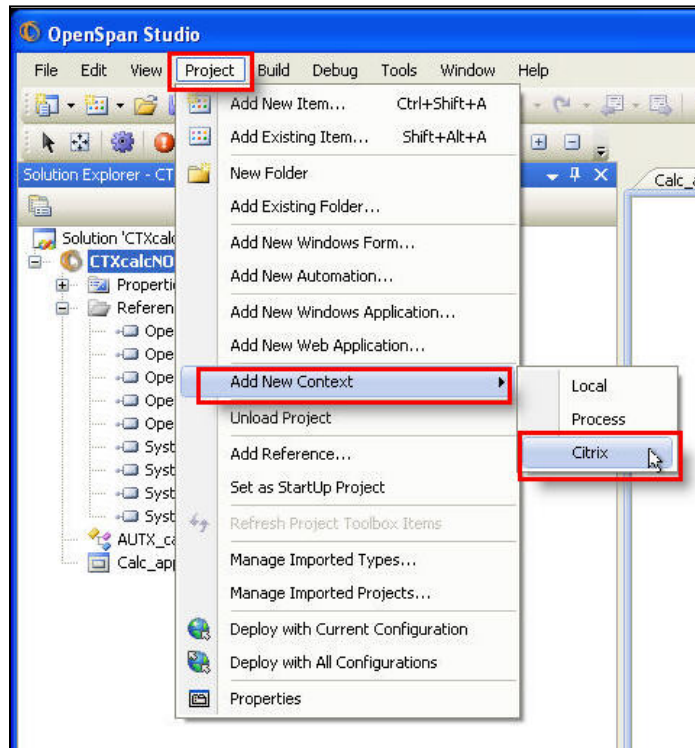 OpenSpan Studio
File Edit View Project Build Debug Tools Window Help
Add New Item... Ctrl+Shift+A
Add Existing Item... Shift+Alt+A
Solution Explorer - CT
New Folder
Calc_a
Add Existing Folder...
Solution 'CTXcalc
Add New Windows Form...
CTXcalcNO
Add New Automation...
Properti
Referen
Add New Windows Application...
Ope
Add New Web Application...
Ope
Ope
Add New Context
Local
Ope
Unload Project
Process
Ope
Syst
Add Reference...
Citrix
Syst
Set as StartUp Project
Syst
Syst
Refresh Project Toolbox Items
AUTX_ca
Manage Imported Types...
Calc_app
Manage Imported Projects...
Deploy with Current Configuration
Deploy with All Configurations
Properties